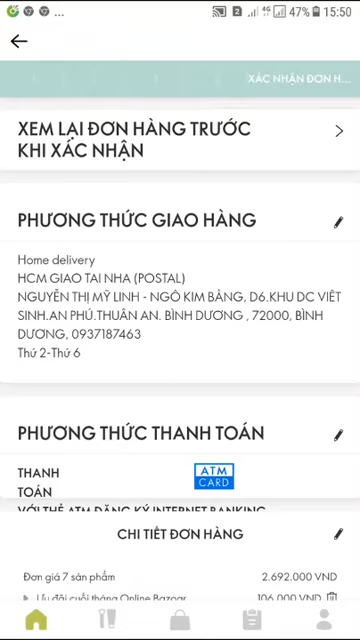 47% 15:50
XÁC NHẬN ĐƠN H...
XEM LẠI ĐƠN HÀNG TRƯỚC
KHI XÁC NHẬN
PHƯƠNG THỨC GIAO HÀNG
Home delivery
HCM GIAO TAI NHA (POSTAL)
NGUYỄN THỊ MỸ LINH - NGÔ KIM BẢNG, D6.KHU DC VIÊT
SINH.AN PHÚ.THUÂN AN. BÌNH DƯƠNG , 72000, BÌNH
DƯƠNG, 0937187463
Thứ 2-Thứ 6
PHƯƠNG THỨC THANH TOÁN
THANH
TOÁN
ATM
CARD
VỚI THẺ ATM ĐĂNG KÝ INTERNET BANKING
CHI TIẾT ĐƠN HÀNG
Đơn giá 7 sản phẩm 2.692.000 VND
Ưu đãi cuối tháng Online Bazaar 106.000 VND